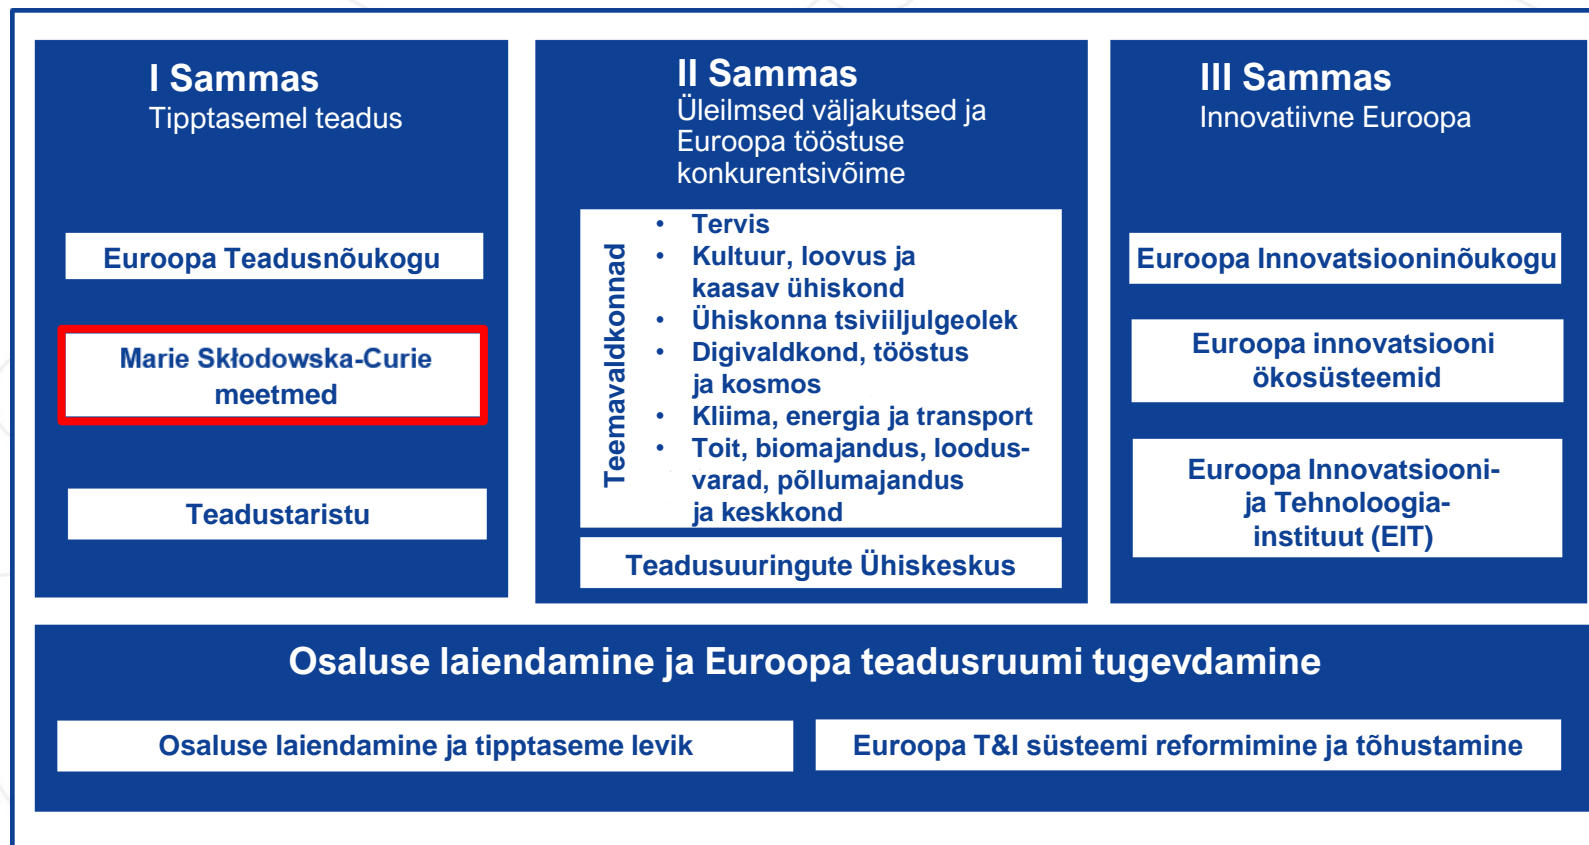 I Sammas
Tipptasemel teadus
Euroopa Teadusnõukogu
Marie Skłodowska-Curie
meetmed
Teadustaristu
II Sammas
Üleilmsed väljakutsed ja
Euroopa tööstuse
konkurentsivõime
Teemavaldkonnad
• Tervis
• Kultuur, loovus ja
kaasav ühiskond
• Ühiskonna tsiviiljulgeolek
• Digivaldkond, tööstus
ja kosmos
• Kliima, energia ja transport
• Toit, biomajandus, loodus-
varad, põllumajandus
ja keskkond
Teadusuuringute Ühiskeskus
III Sammas
Innovatiivne Euroopa
Euroopa Innovatsiooninõukogu
Euroopa innovatsiooni
ökosüsteemid
Euroopa Innovatsiooni-
ja Tehnoloogia-
instituut (EIT)
Osaluse laiendamine ja Euroopa teadusruumi tugevdamine
Osaluse laiendamine ja tipptaseme levik
Euroopa T&I süsteemi reformimine ja tõhustamine